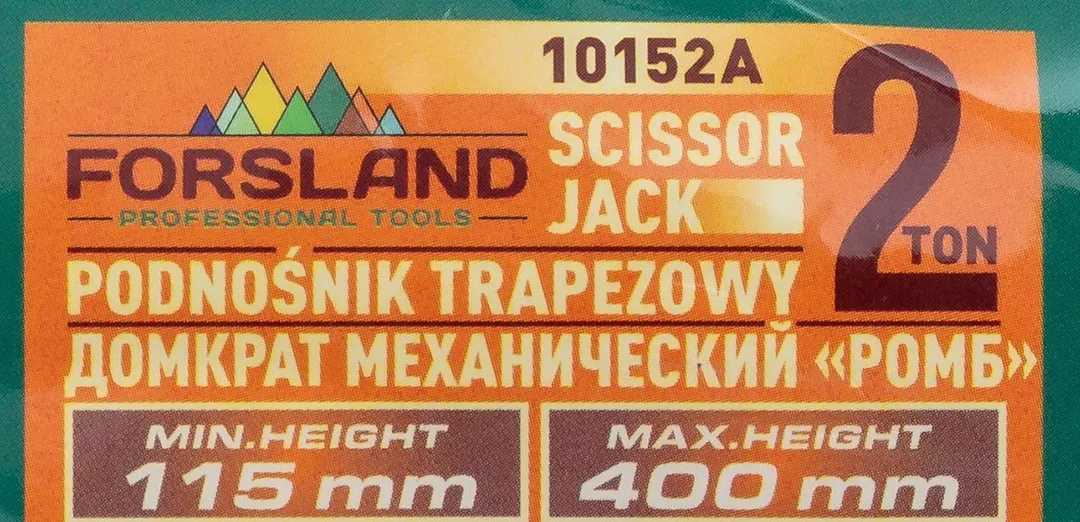 10152A
FORSLAND
PROFESSIONAL TOOLS
SCISSOR
JACK
2 TON
PODNOŚNIK TRAPEZOWY
ДОМКРАТ МЕХАНИЧЕСКИЙ «РОМБ»
MIN.HEIGHT
115 mm
MAX.HEIGHT
400 mm